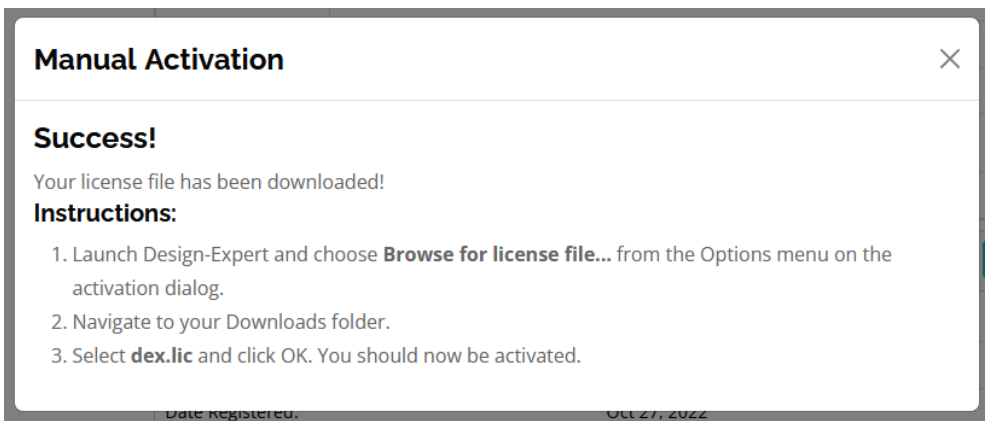 Manual Activation
Success!
Your license file has been downloaded!
Instructions:
1. Launch Design-Expert and choose Browse for license file... from the Options menu on the
activation dialog.
2. Navigate to your Downloads folder.
3. Select dex.lic and click OK. You should now be activated.
Date Registered: Oct 27, 2022